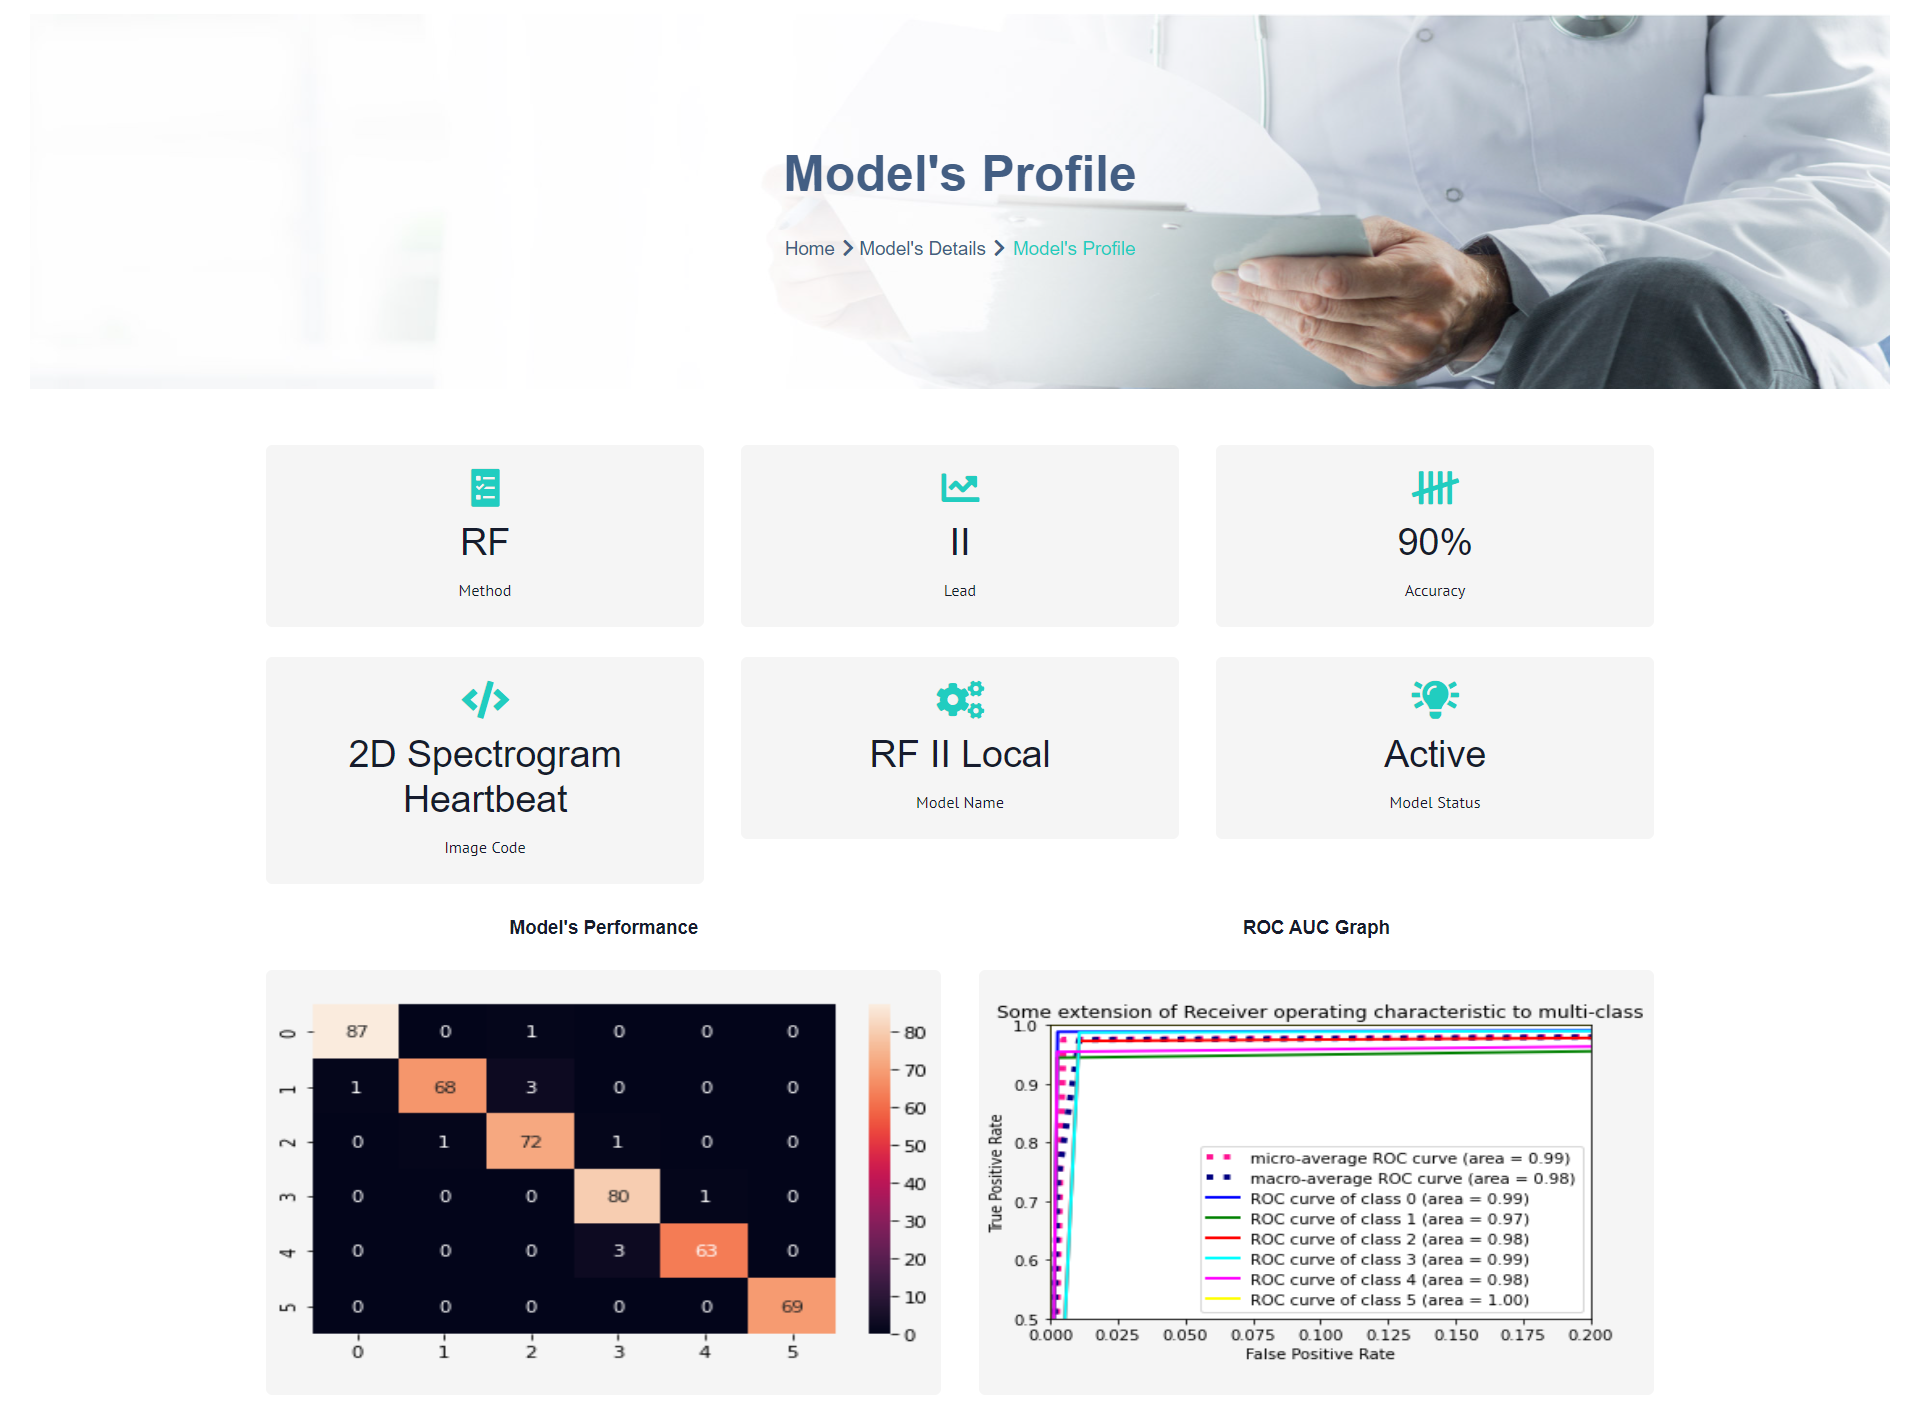 Model's Profile
Home Model's Details Model's Profile
RF
Method
II
Lead
90%
Accuracy
2D Spectrogram
Heartbeat
Image Code
RF II Local
Model Name
Active
Model Status
Model's Performance
0 87 0 1 0 0 0
1 1 68 3 0 0 0
2 0 1 72 1 0 0
3 0 0 0 80 1 0
4 0 0 0 3 63 0
5 0 0 0 0 0 69
0 1 2 3 4 5
80
70
60
50
40
30
20
10
0
ROC AUC Graph
Some extension of Receiver operating characteristic to multi-class
1.0
0.9
0.8
0.7
0.6
0.5
True Positive Rate
micro-average ROC curve (area = 0.99)
macro-average ROC curve (area = 0.98)
ROC curve of class 0 (area = 0.99)
ROC curve of class 1 (area = 0.97)
ROC curve of class 2 (area = 0.98)
ROC curve of class 3 (area = 0.99)
ROC curve of class 4 (area = 0.98)
ROC curve of class 5 (area = 1.00)
0.000 0.025 0.050 0.075 0.100 0.125 0.150 0.175 0.200
False Positive Rate